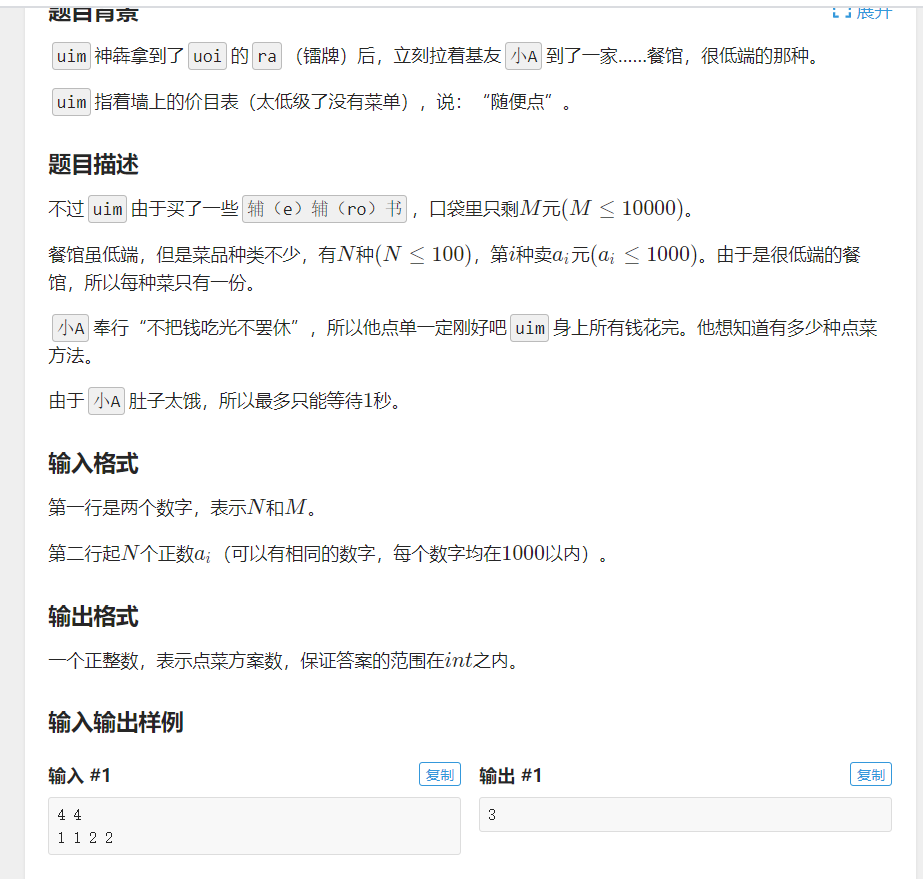 题目背景
展开
uim 神犇拿到了 uoi 的 ra （镭牌）后，立刻拉着基友 小A 到了一家……餐馆，很低端的那种。
uim 指着墙上的价目表（太低级了没有菜单），说：“随便点”。
题目描述
不过 uim 由于买了一些 辅（e）辅（ro）书 ，口袋里只剩M元(M ≤ 10000)。
餐馆虽低端，但是菜品种类不少，有N种(N ≤ 100)，第i种卖aᵢ元(aᵢ ≤ 1000)。由于是很低端的餐
馆，所以每种菜只有一份。
小A 奉行“不把钱吃光不罢休”，所以他点单一定刚好吧 uim 身上所有钱花完。他想知道有多少种点菜
方法。
由于 小A 肚子太饿，所以最多只能等待1秒。
输入格式
第一行是两个数字，表示N和M。
第二行起N个正数aᵢ（可以有相同的数字，每个数字均在1000以内）。
输出格式
一个正整数，表示点菜方案数，保证答案的范围在int之内。
输入输出样例
输入 #1
复制
4 4
1 1 2 2
输出 #1
复制
3